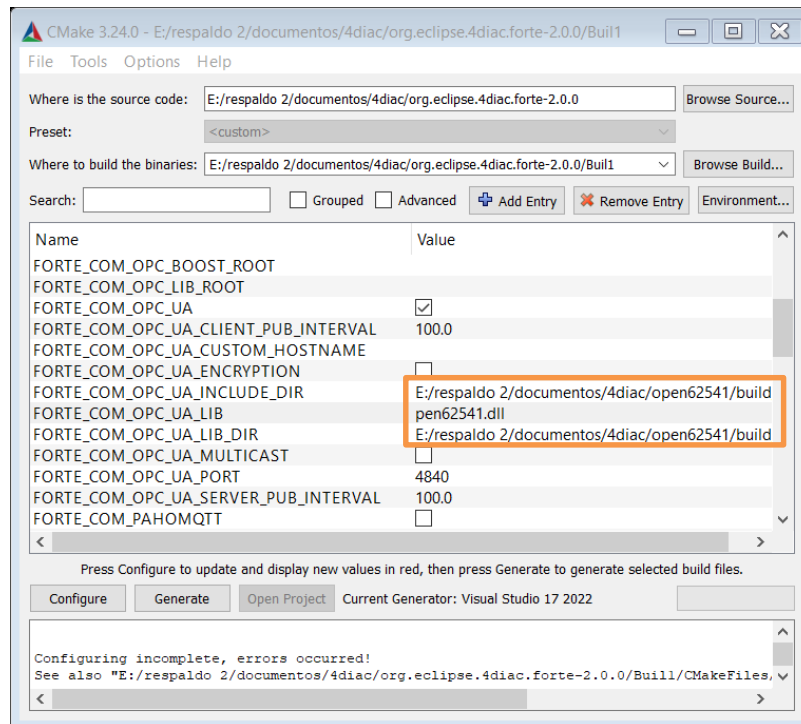 CMake 3.24.0 - E:/respaldo 2/documentos/4diac/org.eclipse.4diac.forte-2.0.0/Buil1
File Tools Options Help
Where is the source code: E:/respaldo 2/documentos/4diac/org.eclipse.4diac.forte-2.0.0 Browse Source...
Preset: <custom>
Where to build the binaries: E:/respaldo 2/documentos/4diac/org.eclipse.4diac.forte-2.0.0/Buil1 Browse Build...
Search: Grouped Advanced Add Entry Remove Entry Environment...
Name Value
FORTE_COM_OPC_BOOST_ROOT
FORTE_COM_OPC_LIB_ROOT
FORTE_COM_OPC_UA
FORTE_COM_OPC_UA_CLIENT_PUB_INTERVAL 100.0
FORTE_COM_OPC_UA_CUSTOM_HOSTNAME
FORTE_COM_OPC_UA_ENCRYPTION
FORTE_COM_OPC_UA_INCLUDE_DIR E:/respaldo 2/documentos/4diac/open62541/build
FORTE_COM_OPC_UA_LIB pen62541.dll
FORTE_COM_OPC_UA_LIB_DIR E:/respaldo 2/documentos/4diac/open62541/build
FORTE_COM_OPC_UA_MULTICAST
FORTE_COM_OPC_UA_PORT 4840
FORTE_COM_OPC_UA_SERVER_PUB_INTERVAL 100.0
FORTE_COM_PAHOMQTT
Press Configure to update and display new values in red, then press Generate to generate selected build files.
Configure Generate Open Project Current Generator: Visual Studio 17 2022
Configuring incomplete, errors occurred!
See also "E:/respaldo 2/documentos/4diac/org.eclipse.4diac.forte-2.0.0/Buil1/CMakeFiles/